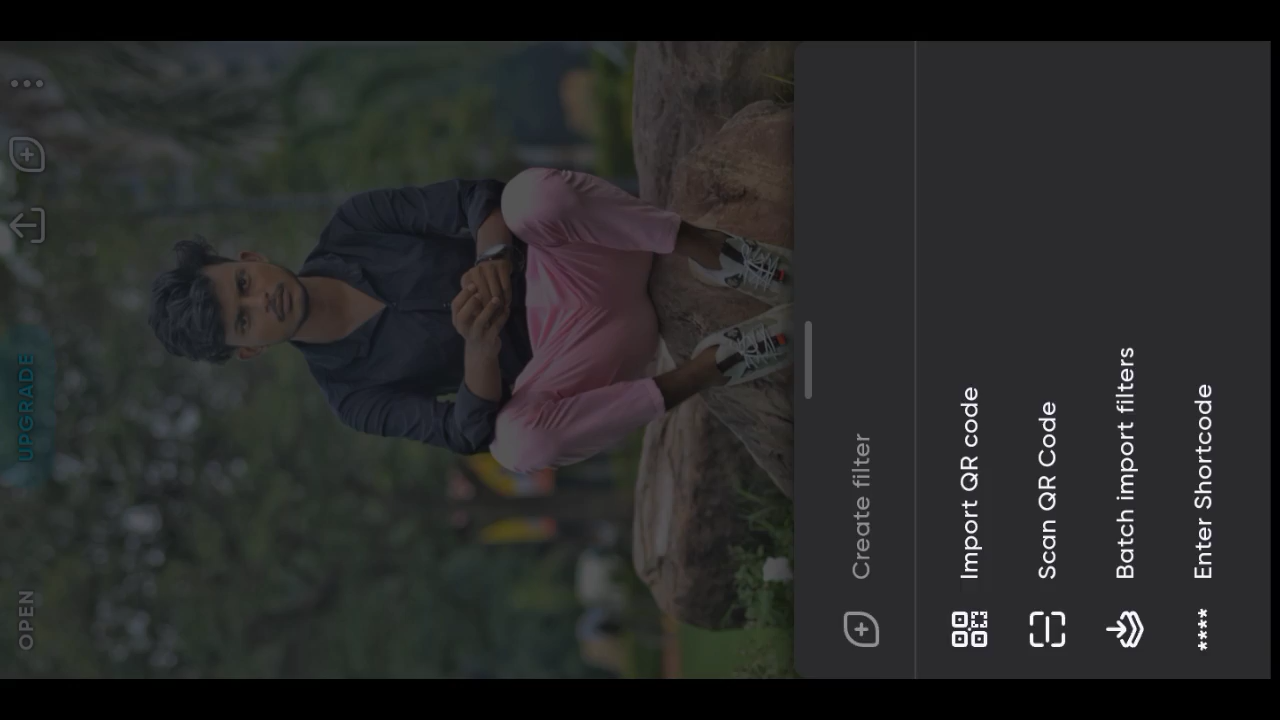 OPEN
UPGRADE
Create filter
Import QR code
Scan QR Code
Batch import filters
**** Enter Shortcode